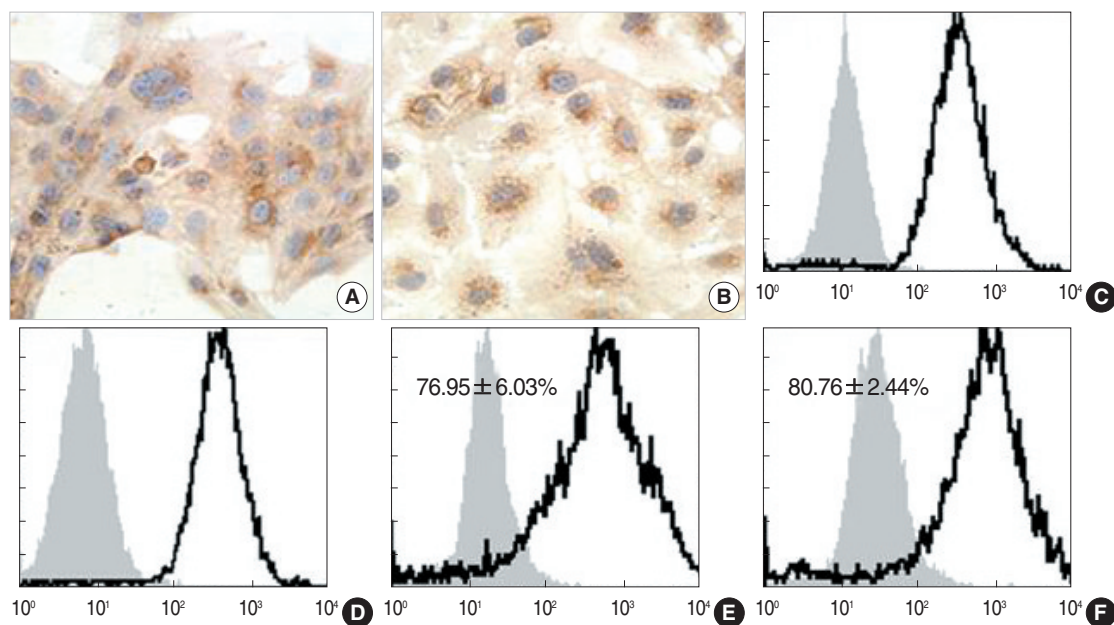 A
B
10⁰ 10¹ 10² 10³ 10⁴ C
76.95±6.03%
80.76±2.44%
10⁰ 10¹ 10² 10³ 10⁴ D
10⁰ 10¹ 10² 10³ 10⁴ E
10⁰ 10¹ 10² 10³ 10⁴ F